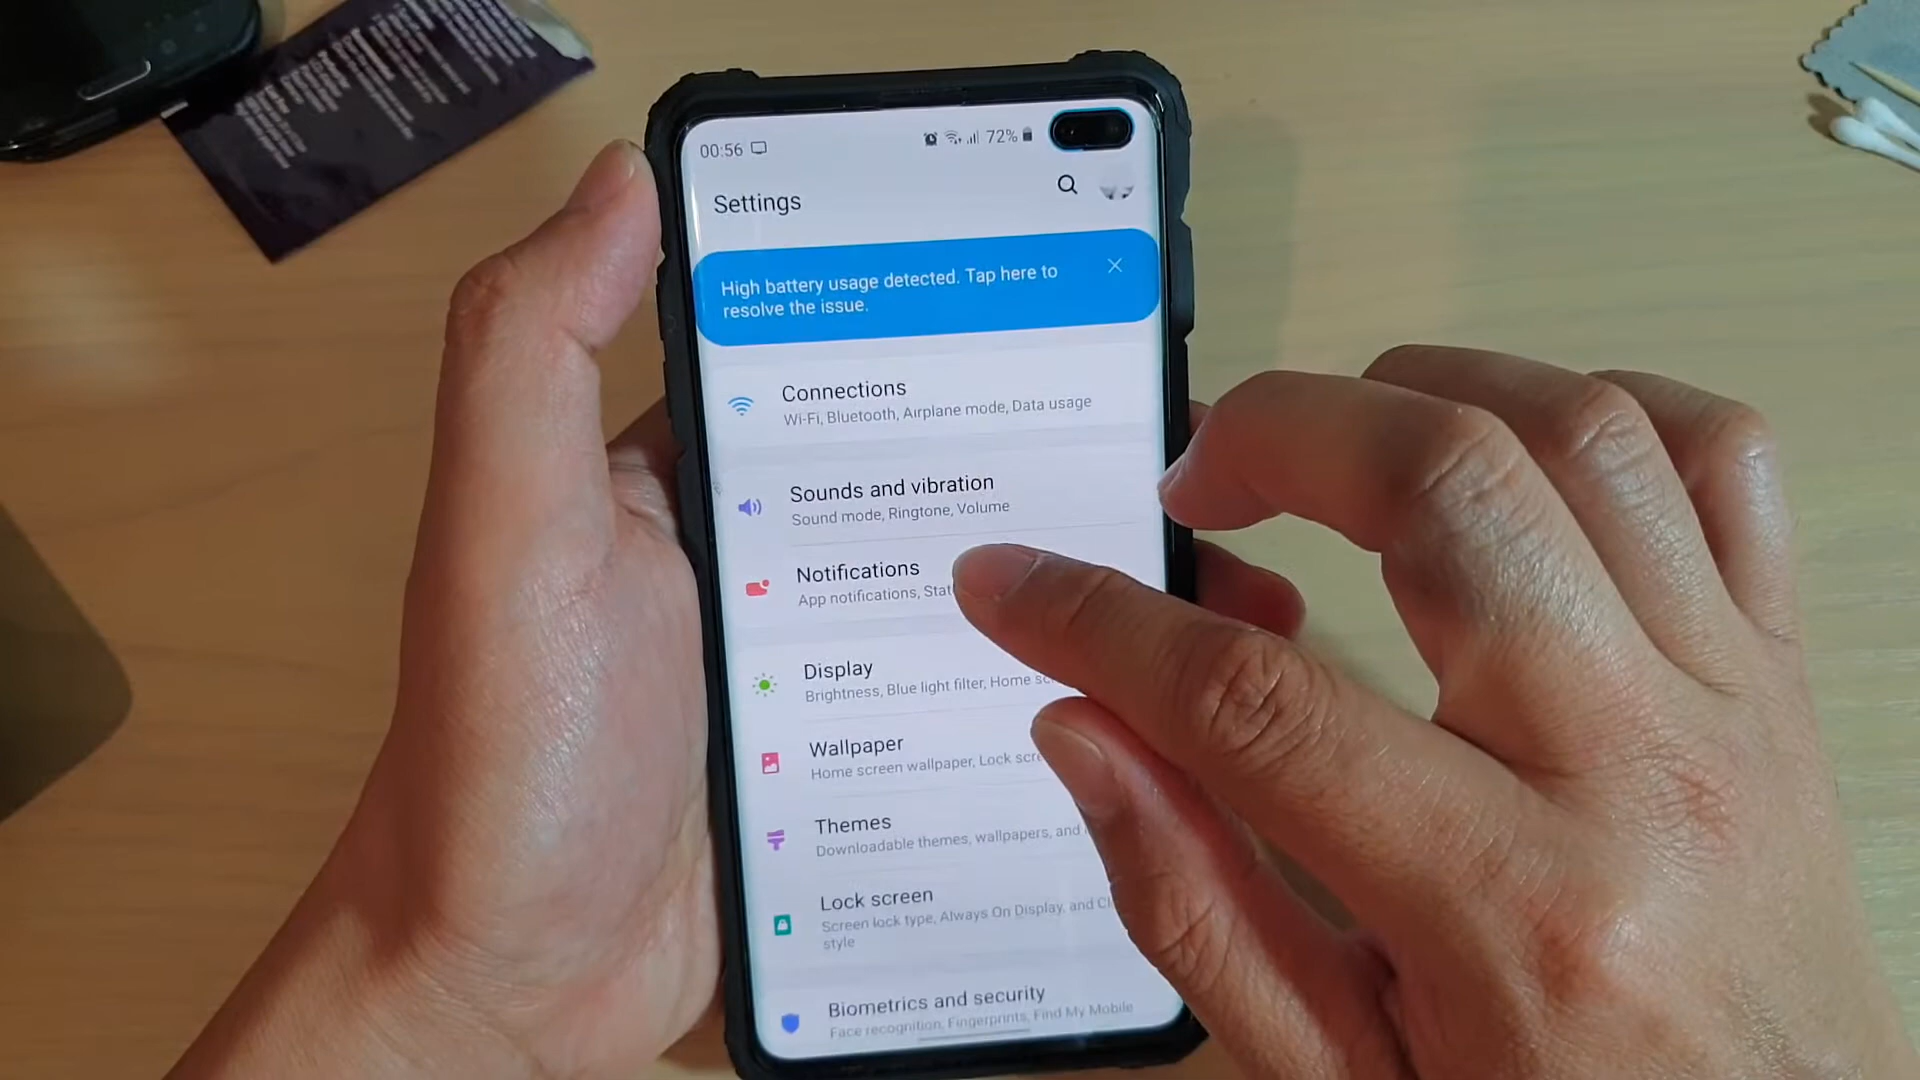 00:56
72%
Settings
High battery usage detected. Tap here to
resolve the issue.
Connections
Wi-Fi, Bluetooth, Airplane mode, Data usage
Sounds and vibration
Sound mode, Ringtone, Volume
Notifications
App notifications,
Display
Brightness, Blue light filter, Home
Wallpaper
Home screen wallpaper, Lock
Themes
Downloadable themes, wallpapers, and
Lock screen
Screen lock type, Always On Display, and
style
Biometrics and security
Face recognition, Fingerprints, Find My Mobile